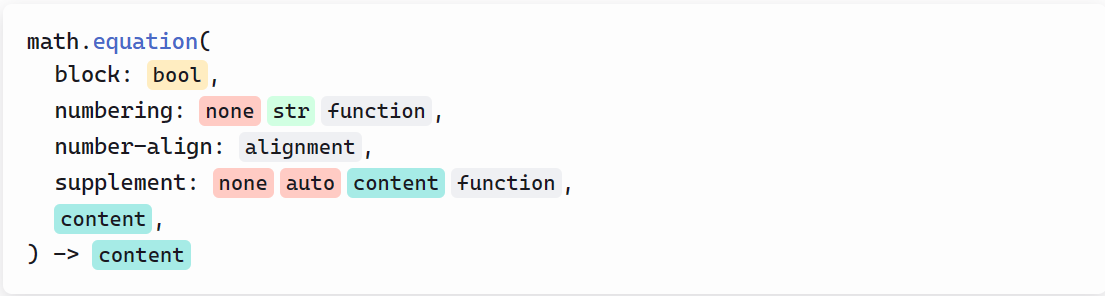 math.equation(
block: bool,
numbering: none str function,
number-align: alignment,
supplement: none auto content function,
content,
) -> content